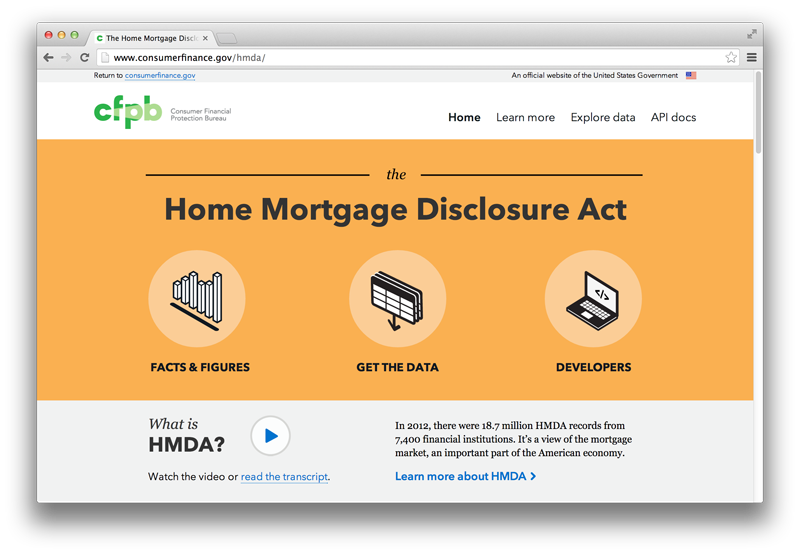 The Home Mortgage Discl
www.consumerfinance.gov/hmda/
Return to consumerfinance.gov
An official website of the United States Government
cfpb
Consumer Financial
Protection Bureau
Home Learn more Explore data API docs
the
Home Mortgage Disclosure Act
</>
FACTS & FIGURES
GET THE DATA
DEVELOPERS
What is
HMDA?
Watch the video or read the transcript.
In 2012, there were 18.7 million HMDA records from
7,400 financial institutions. It's a view of the mortgage
market, an important part of the American economy.
Learn more about HMDA